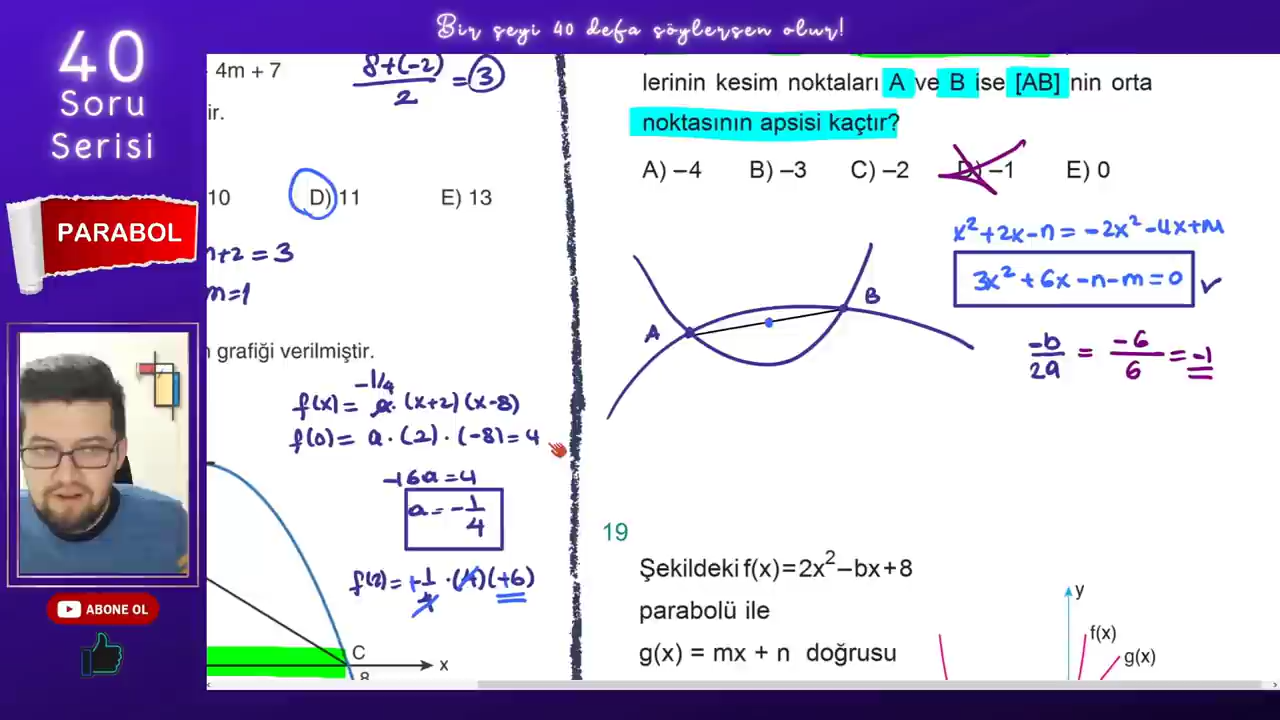 Bir şeyi 40 defa söylersen olur!
40
Soru
Serisi
PARABOL
ABONE OL
4m + 7
ir.
8+(-2)/2 = 3
10 D) 11 E) 13
n+2 = 3
m=1
n grafiği verilmiştir.
-1/4
f(x) = a · (x+2)(x-8)
f(0) = a · (2) · (-8) = 4
-16a = 4
a = -1/4
C
x
8
lerinin kesim noktaları A ve B ise [AB] nin orta
noktasının apsisi kaçtır?
A) –4 B) –3 C) –2 D) –1 E) 0
x²+2x-n = -2x²-4x+m
3x²+6x-n-m=0
-b/2a = -6/6 = -1
A
B
19
Şekildeki f(x)=2x²–bx+8
parabolü ile
g(x) = mx + n doğrusu
y
f(x)
g(x)